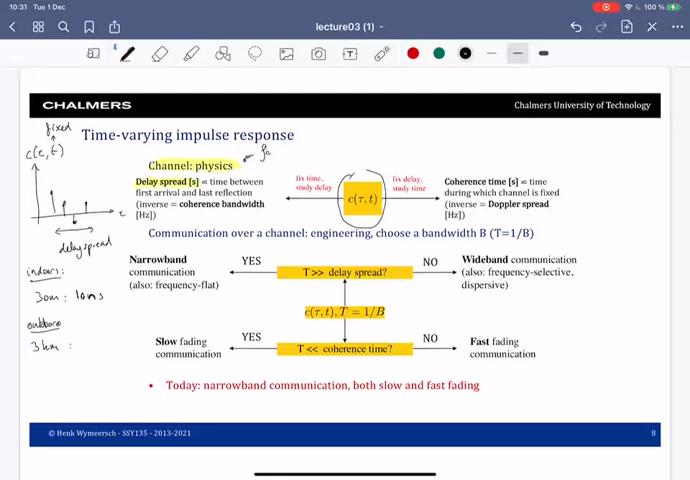 10:31 Tue 1 Dec
100 %
lecture03 (1)
CHALMERS
Chalmers University of Technology
Time-varying impulse response
fixed
c(τ, t)
τ
delay spread
indoors:
30m: 10ns
outdoors
3 km :
Channel: physics
Delay spread [s] = time between
first arrival and last reflection
(inverse = coherence bandwidth
[Hz])
fix time,
study delay
c(τ, t)
fix delay,
study time
Coherence time [s] = time
during which channel is fixed
(inverse = Doppler spread
[Hz])
Communication over a channel: engineering, choose a bandwidth B (T=1/B)
Narrowband
communication
(also: frequency-flat)
YES
T>> delay spread?
NO
Wideband communication
(also: frequency-selective,
dispersive)
c(τ, t), T = 1/B
Slow fading
communication
YES
T << coherence time?
NO
Fast fading
communication
• Today: narrowband communication, both slow and fast fading
© Henk Wymeersch - SSY135 - 2013-2021
8